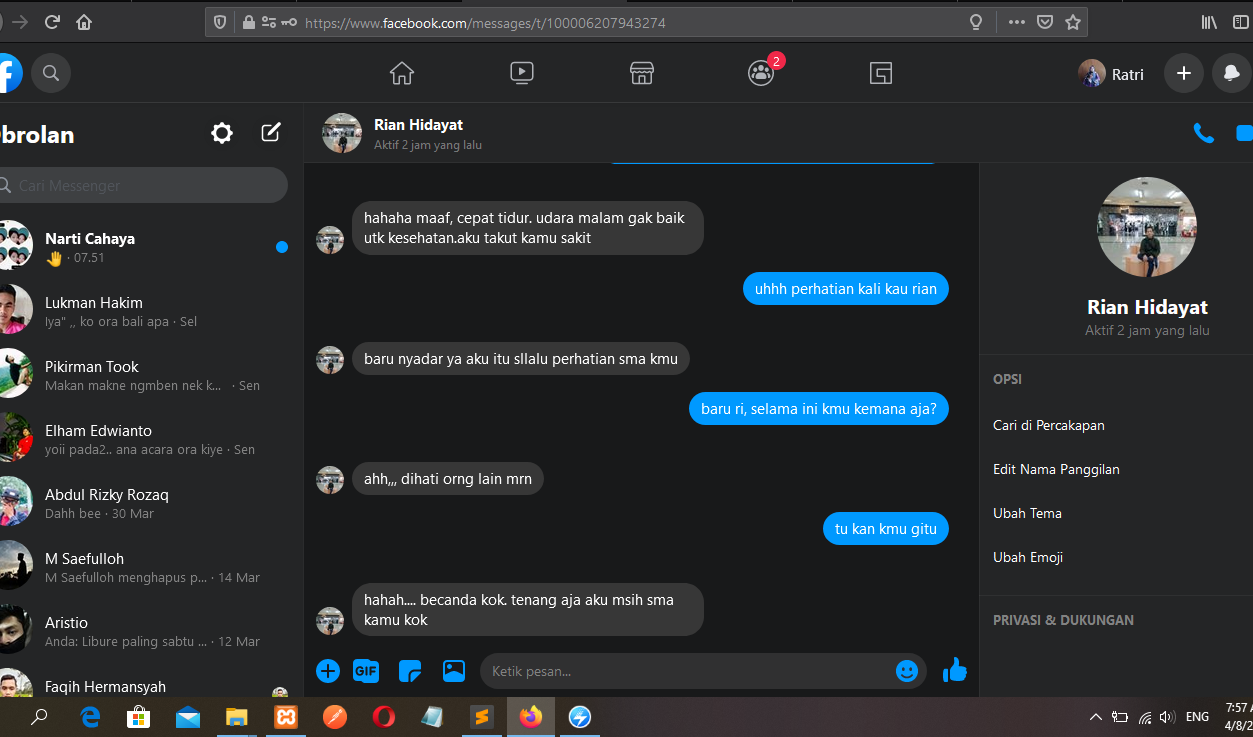 https://www.facebook.com/messages/t/100006207943274
2
Ratri
brolan
Rian Hidayat
Aktif 2 jam yang lalu
Cari Messenger
Narti Cahaya
👋 · 07.51
Lukman Hakim
Iya" ,, ko ora bali apa · Sel
Pikirman Took
Makan makne ngmben nek k... · Sen
Elham Edwianto
yoii pada2.. ana acara ora kiye · Sen
Abdul Rizky Rozaq
Dahh bee · 30 Mar
M Saefulloh
M Saefulloh menghapus p... · 14 Mar
Aristio
Anda: Libure paling sabtu ... · 12 Mar
Faqih Hermansyah
hahaha maaf, cepat tidur. udara malam gak baik
utk kesehatan.aku takut kamu sakit
uhhh perhatian kali kau rian
baru nyadar ya aku itu sllalu perhatian sma kmu
baru ri, selama ini kmu kemana aja?
ahh,,, dihati orng lain mrn
tu kan kmu gitu
hahah.... becanda kok. tenang aja aku msih sma
kamu kok
GIF
Ketik pesan...
Rian Hidayat
Aktif 2 jam yang lalu
OPSI
Cari di Percakapan
Edit Nama Panggilan
Ubah Tema
Ubah Emoji
PRIVASI & DUKUNGAN
ENG
7:57
4/8/2